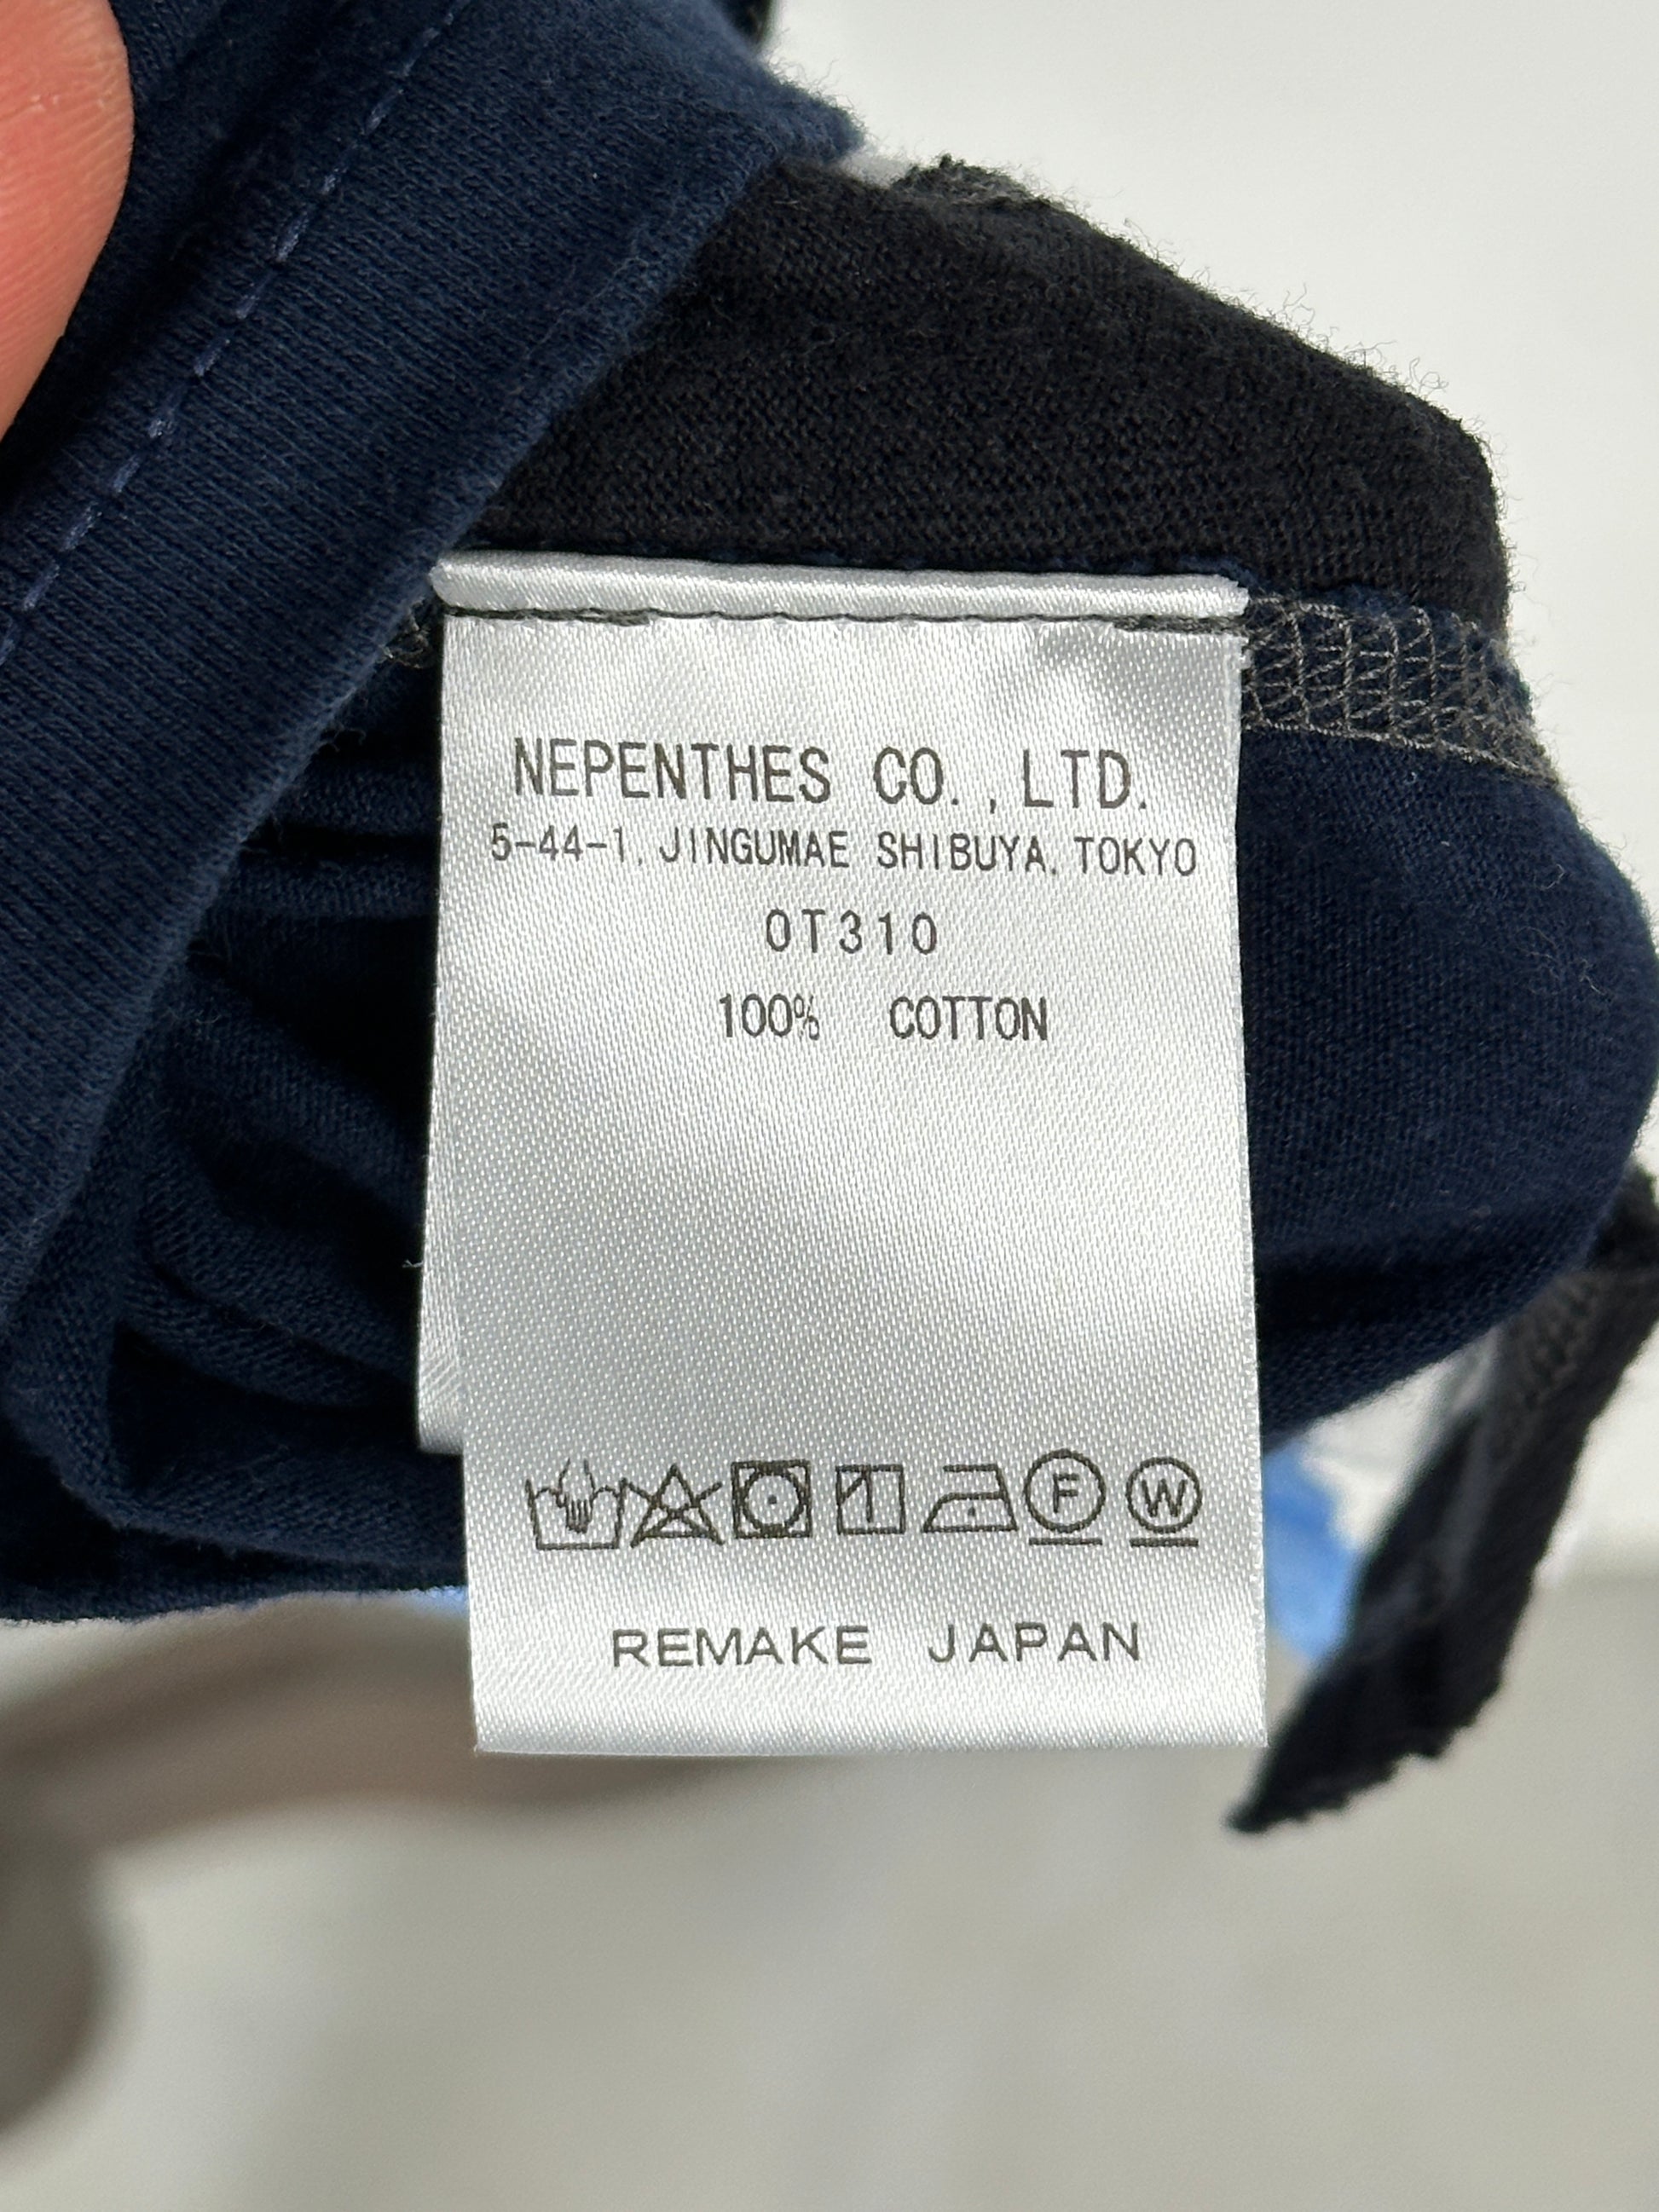 NEPENTHES CO., LTD.
5-44-1, JINGUMAE SHIBUYA, TOKYO
OT310
100% COTTON
F W
REMAKE JAPAN